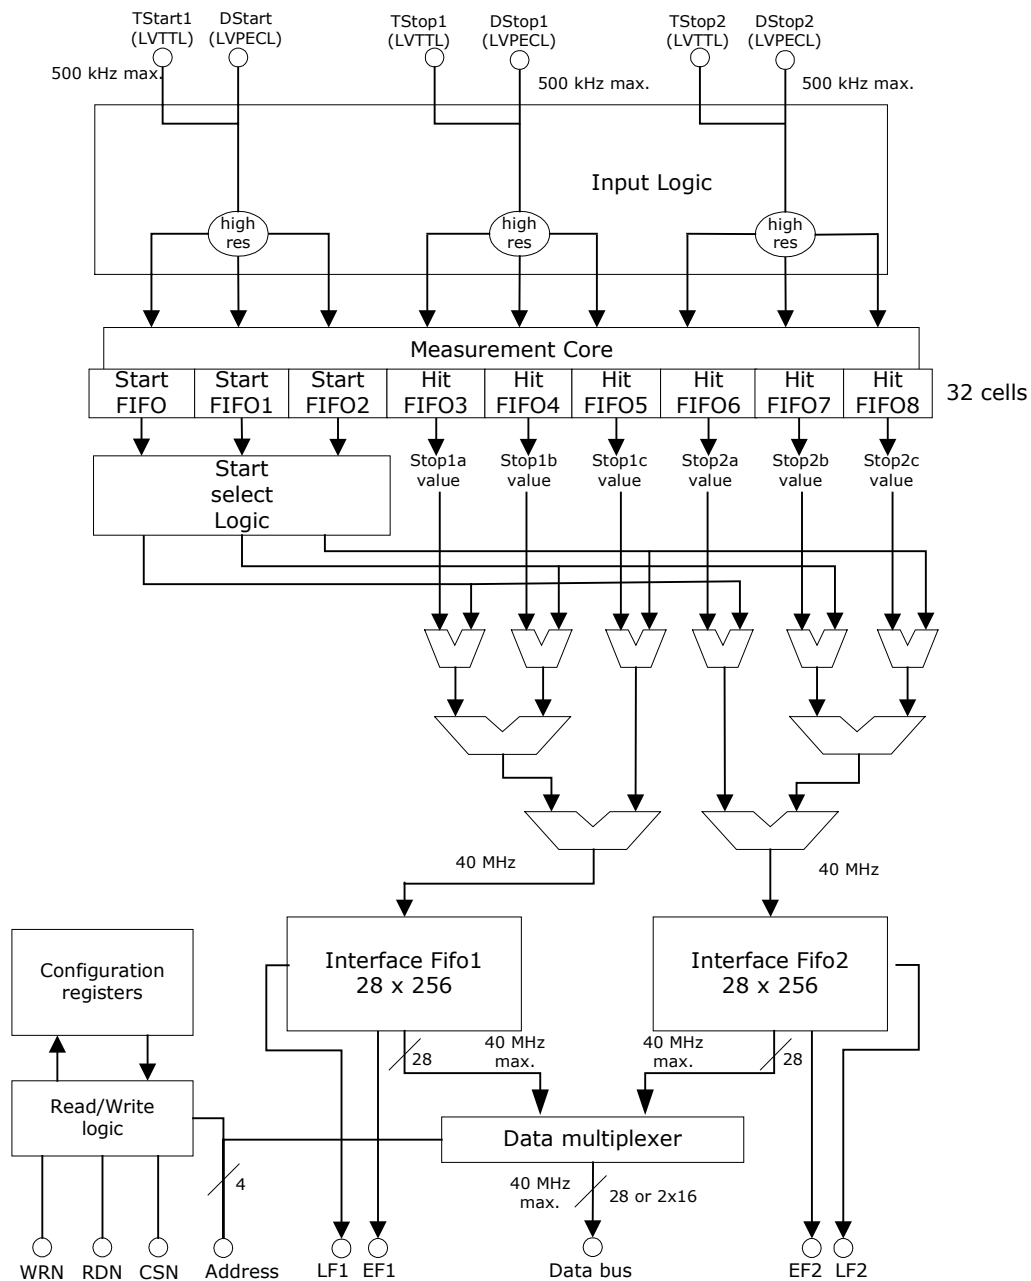 TStart1 DStart TStop1 DStop1 TStop2 DStop2
(LVTTL) (LVPECL) (LVTTL) (LVPECL) (LVTTL) (LVPECL)
500 kHz max. 500 kHz max. 500 kHz max.
Input Logic
high high high
res res res
Measurement Core
Start Start Start Hit Hit Hit Hit Hit Hit
FIFO FIFO1 FIFO2 FIFO3 FIFO4 FIFO5 FIFO6 FIFO7 FIFO8
32 cells
Start
select
Logic
Stop1a Stop1b Stop1c Stop2a Stop2b Stop2c
value value value value value value
40 MHz 40 MHz
Configuration
registers
Interface Fifo1
28 x 256
Interface Fifo2
28 x 256
28
40 MHz
max.
40 MHz
max.
28
Read/Write
logic
Data multiplexer
4
40 MHz
max.
28 or 2x16
WRN RDN CSN Address LF1 EF1 Data bus EF2 LF2